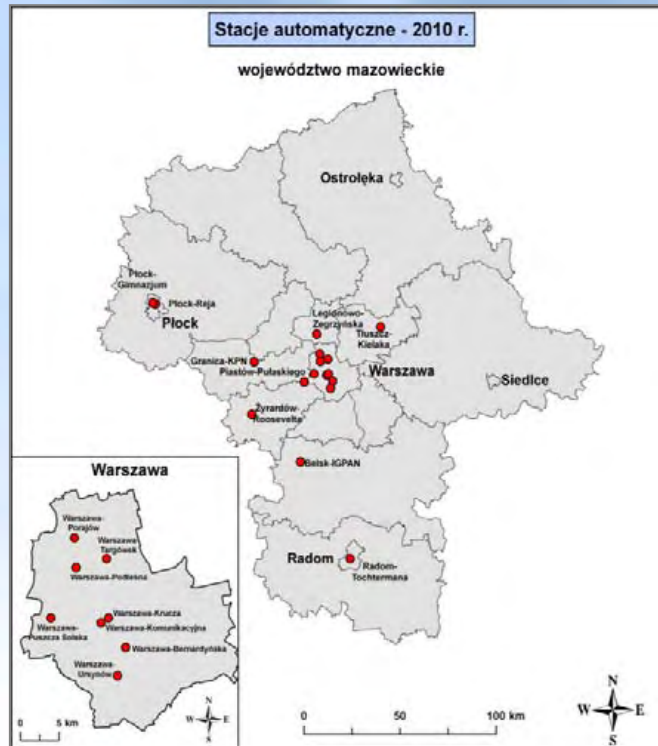 Stacje automatyczne - 2010 r.
województwo mazowieckie
Ostrołęka
Płock-
Gimnazjum
Płock-Reja
Płock
Legionowo-
Zegrzyńska
Tłuszcz-
Kielaka
Granica-KPN
Piastów-Pułaskiego
Warszawa
Siedlce
Żyrardów-
Roosevelta
Belsk-IGPAN
Radom
Radom-
Tochtermana
Warszawa
Warszawa-
Porajów
Warszawa-
Targówek
Warszawa-Podleśna
Warszawa-Krucza
Warszawa-Komunikacyjna
Warszawa-
Puszcza Solska
Warszawa-Bernardyńska
Warszawa-
Ursynów
0 5 km
N
W E
S
0 50 100 km
N
W E
S